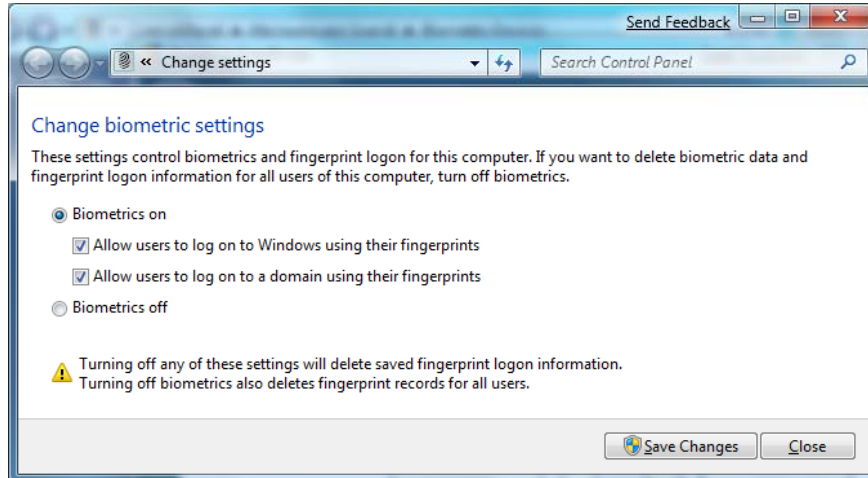 Send Feedback
« Change settings
Search Control Panel
Change biometric settings
These settings control biometrics and fingerprint logon for this computer. If you want to delete biometric data and
fingerprint logon information for all users of this computer, turn off biometrics.
Biometrics on
Allow users to log on to Windows using their fingerprints
Allow users to log on to a domain using their fingerprints
Biometrics off
Turning off any of these settings will delete saved fingerprint logon information.
Turning off biometrics also deletes fingerprint records for all users.
Save Changes
Close